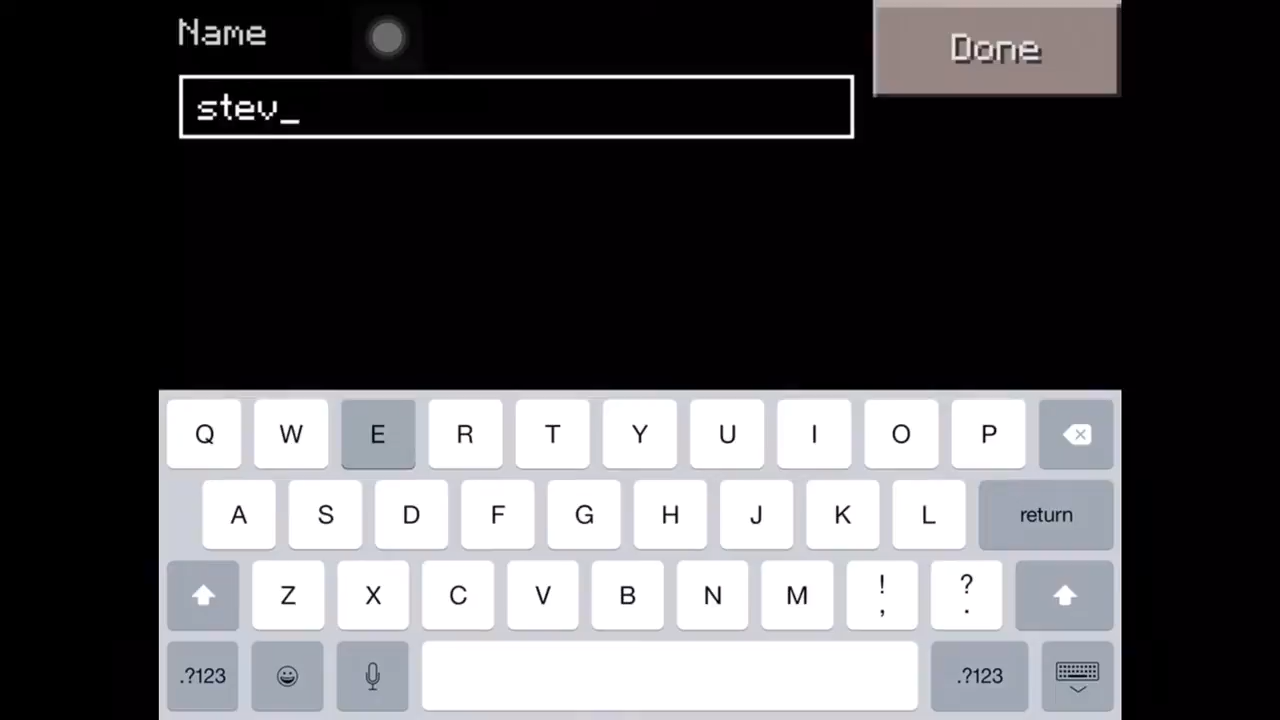 Name
Done
stev_
Q W E R T Y U I O P
A S D F G H J K L return
Z X C V B N M ! , ? .
.?123 .?123